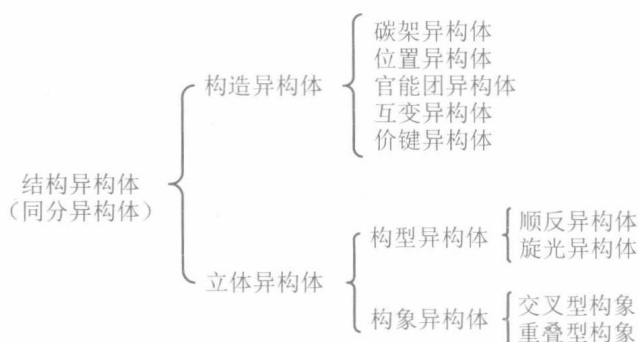 碳架异构体
位置异构体
构造异构体
官能团异构体
互变异构体
价键异构体
结构异构体
（同分异构体）
顺反异构体
构型异构体
旋光异构体
立体异构体
交叉型构象
构象异构体
重叠型构象